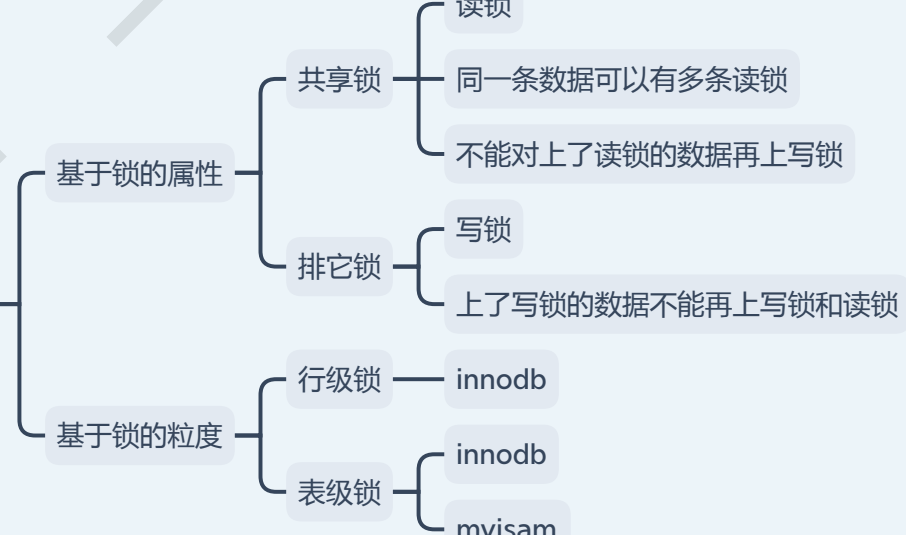 读锁
共享锁
同一条数据可以有多条读锁
不能对上了读锁的数据再上写锁
基于锁的属性
写锁
排它锁
上了写锁的数据不能再上写锁和读锁
行级锁
innodb
基于锁的粒度
innodb
表级锁
myisam